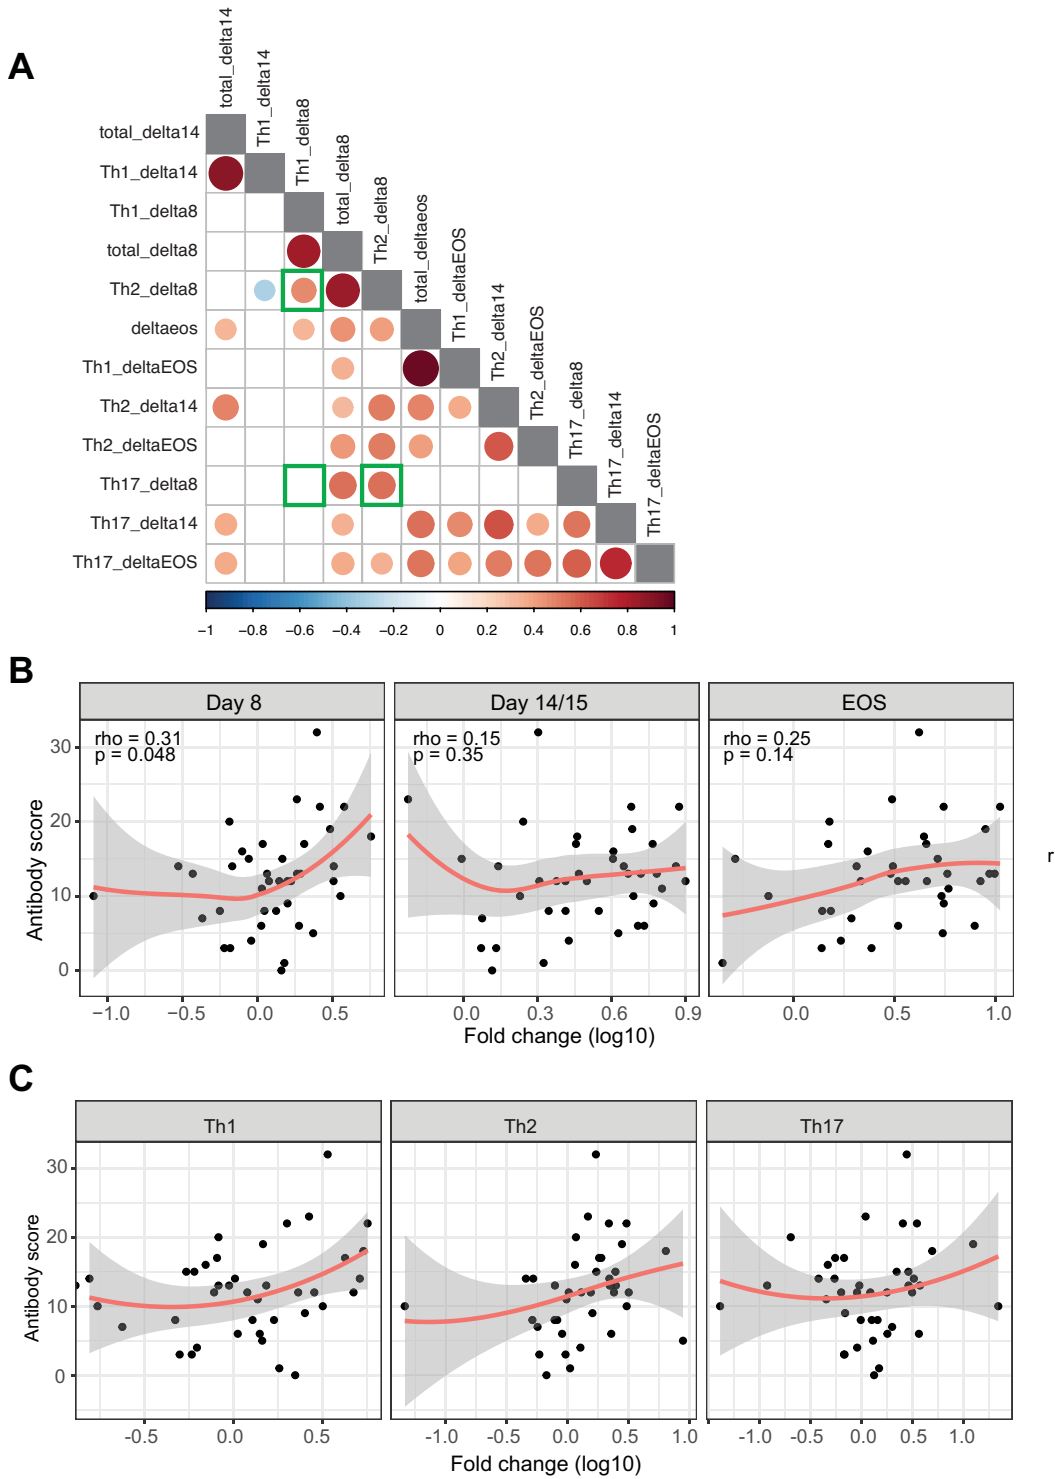 A
total_delta14
Th1_delta14
Th1_delta8
total_delta8
Th2_delta8
total_deltaeos
Th1_deltaEOS
Th2_delta14
Th2_deltaEOS
Th17_delta8
Th17_delta14
Th17_deltaEOS
total_delta14
Th1_delta14
Th1_delta8
total_delta8
Th2_delta8
deltaeos
Th1_deltaEOS
Th2_delta14
Th2_deltaEOS
Th17_delta8
Th17_delta14
Th17_deltaEOS
−1 −0.8 −0.6 −0.4 −0.2 0 0.2 0.4 0.6 0.8 1
B
Day 8 Day 14/15 EOS
rho = 0.31
p = 0.048
rho = 0.15
p = 0.35
rho = 0.25
p = 0.14
Antibody score
30
20
10
0
−1.0 −0.5 0.0 0.5 0.0 0.3 0.6 0.9 0.0 0.5 1.0
Fold change (log10)
r
C
Th1 Th2 Th17
Antibody score
30
20
10
0
-0.5 0.0 0.5 -1.0 -0.5 0.0 0.5 1.0 -1.0 -0.5 0.0 0.5 1.0
Fold change (log10)